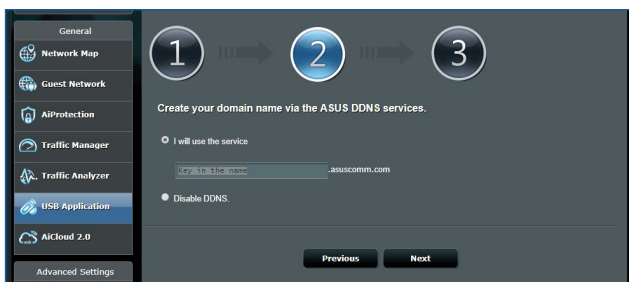 General
Network Map
Guest Network
AiProtection
Traffic Manager
Traffic Analyzer
USB Application
AiCloud 2.0
Advanced Settings
1
2
3
Create your domain name via the ASUS DDNS services.
I will use the service
Key in the name .asuscomm.com
Disable DDNS.
Previous Next